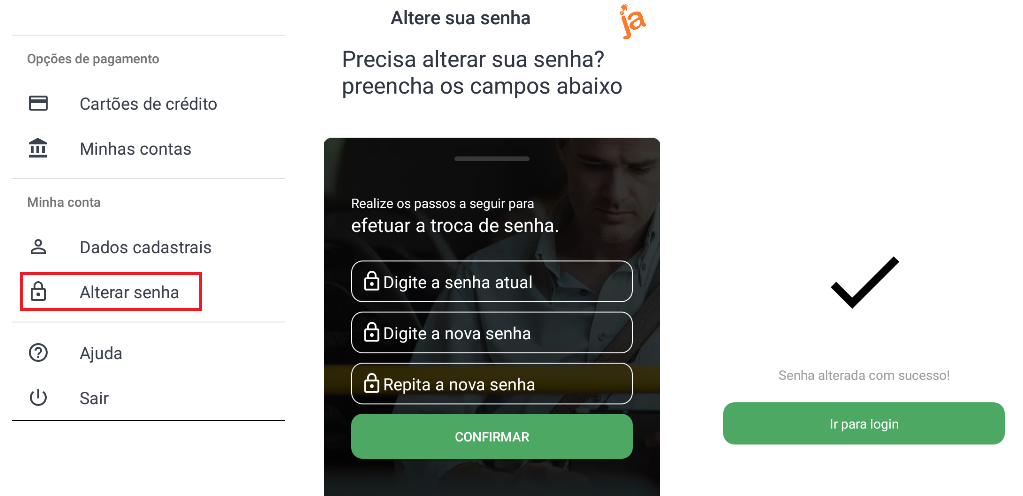 Opções de pagamento
Cartões de crédito
Minhas contas
Minha conta
Dados cadastrais
Alterar senha
Ajuda
Sair
Altere sua senha
ja
Precisa alterar sua senha?
preencha os campos abaixo
Realize os passos a seguir para
efetuar a troca de senha.
Digite a senha atual
Digite a nova senha
Repita a nova senha
CONFIRMAR
Senha alterada com sucesso!
Ir para login